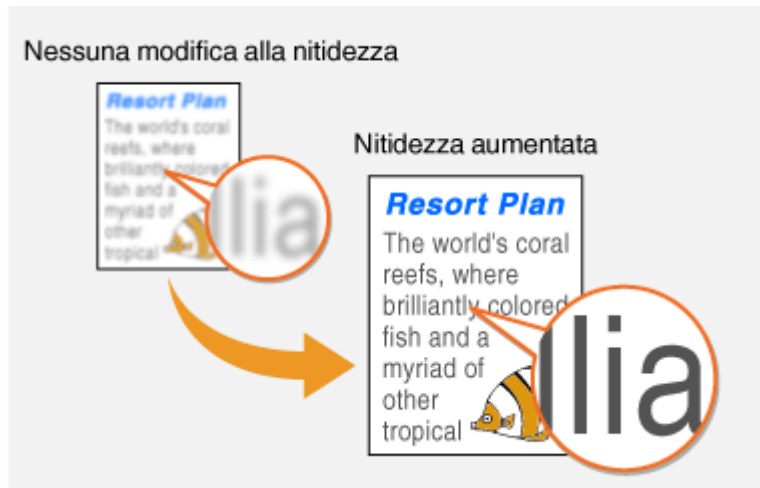 Nessuna modifica alla nitidezza
Resort Plan
The world's coral
reefs, where
brilliantly colored
fish and a
myriad of
other
tropical
lia
Nitidezza aumentata
Resort Plan
The world's coral
reefs, where
brilliantly colored
fish and a
myriad of
other
tropical
llia